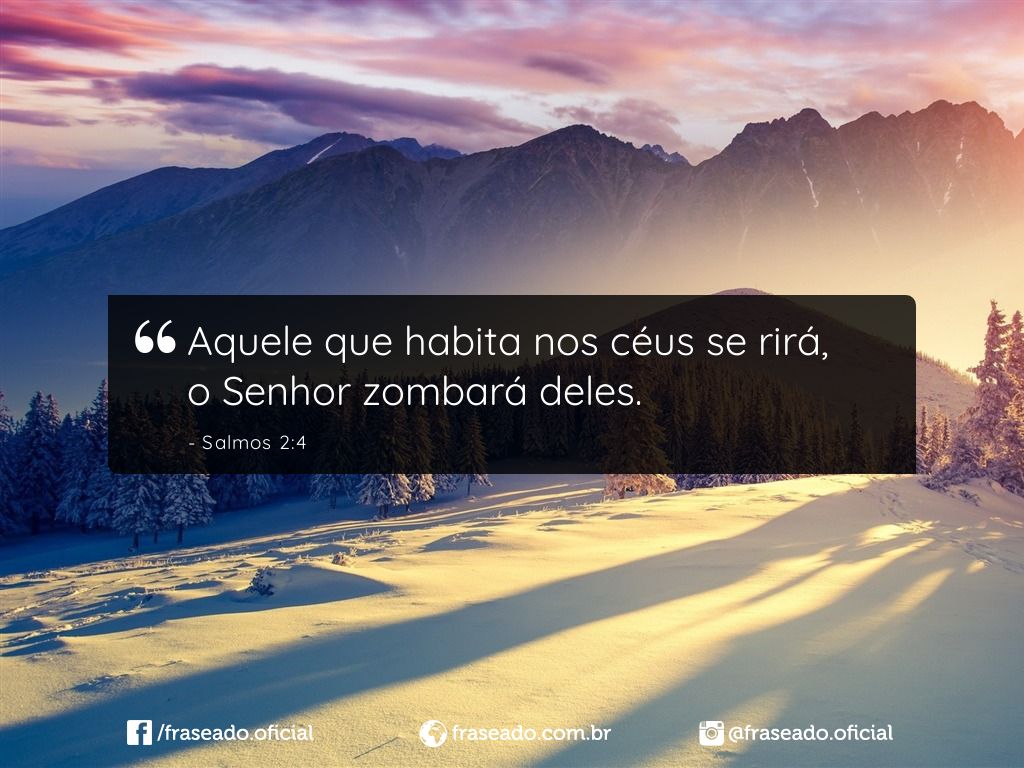 ❝ Aquele que habita nos céus se rirá,
o Senhor zombará deles.
- Salmos 2:4
/fraseado.oficial
fraseado.com.br
@fraseado.oficial